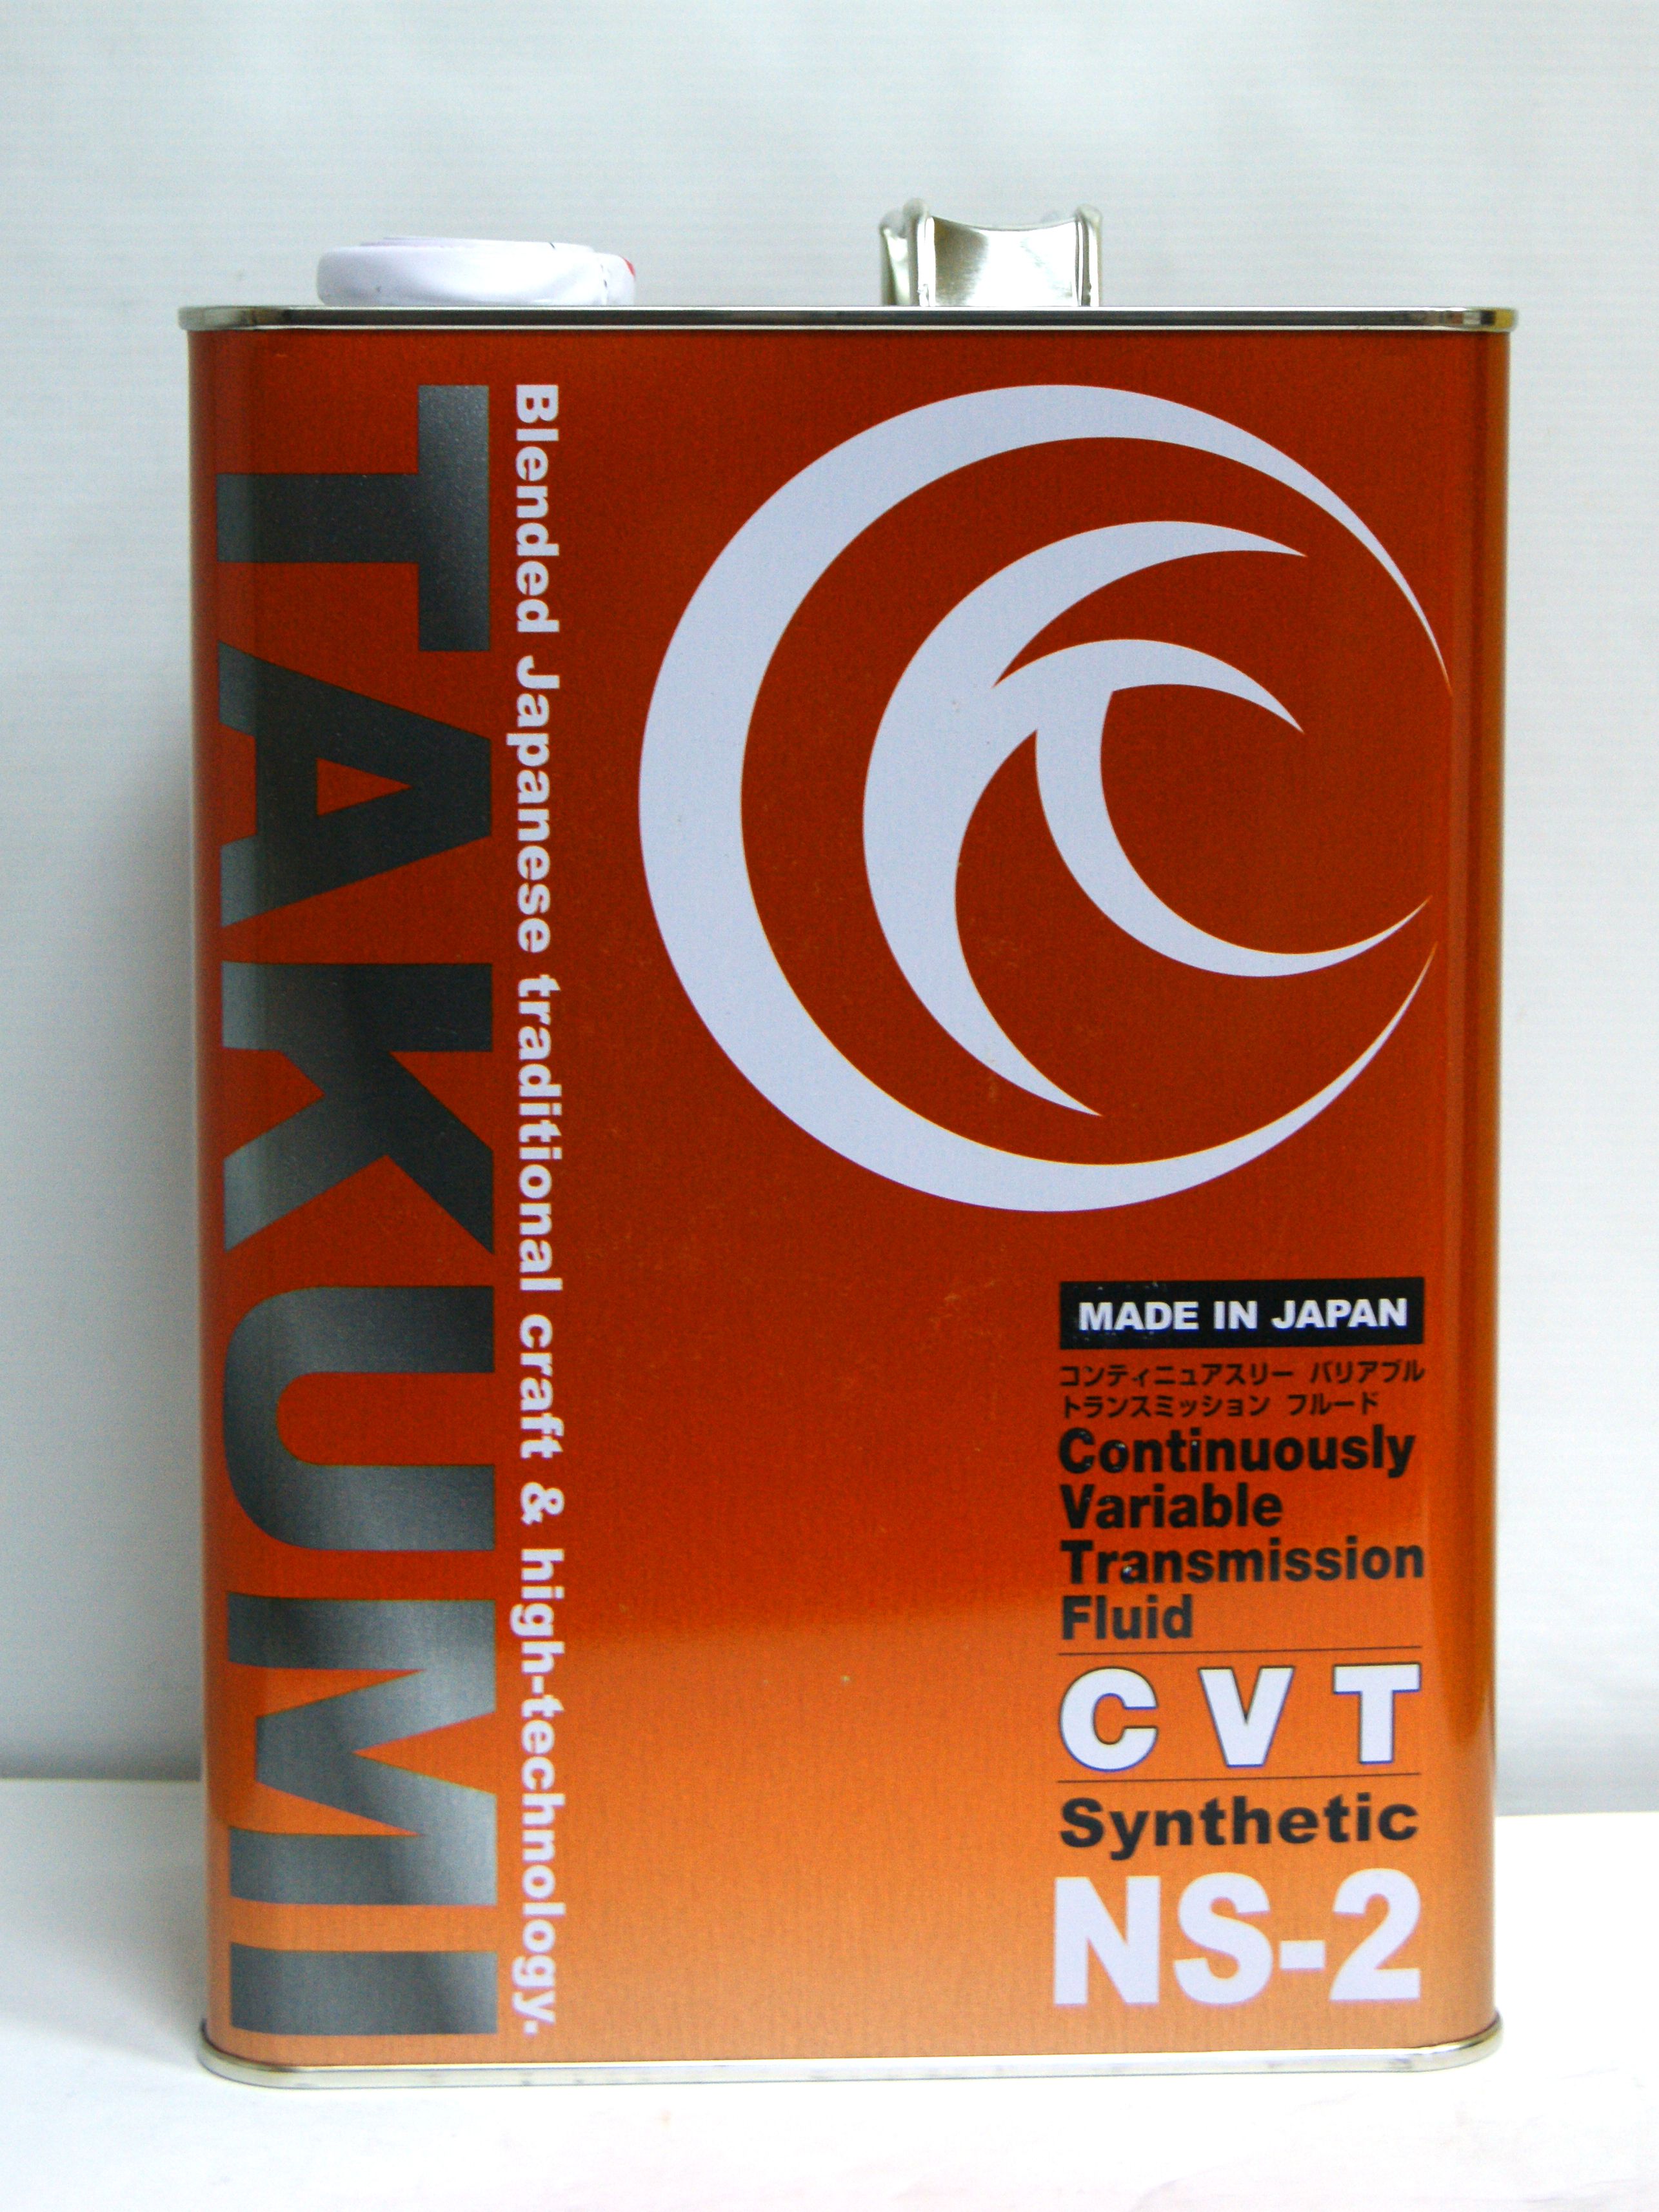 TAKUMI
Blended Japanese traditional craft & high-technology.
MADE IN JAPAN
コンティニュアスリー バリアブル
トランスミッション フルード
Continuously
Variable
Transmission
Fluid
CVT
Synthetic
NS-2